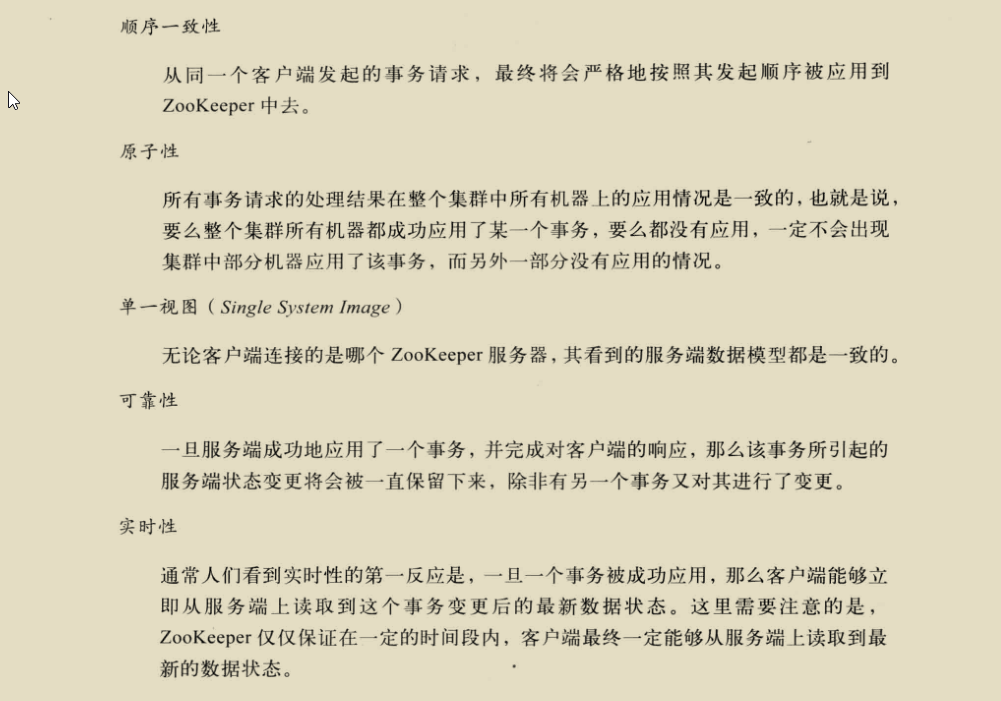 顺序一致性
从同一个客户端发起的事务请求，最终将会严格地按照其发起顺序被应用到
ZooKeeper 中去。
原子性
所有事务请求的处理结果在整个集群中所有机器上的应用情况是一致的，也就是说，
要么整个集群所有机器都成功应用了某一个事务，要么都没有应用，一定不会出现
集群中部分机器应用了该事务，而另外一部分没有应用的情况。
单一视图（Single System Image）
无论客户端连接的是哪个 ZooKeeper 服务器，其看到的服务端数据模型都是一致的。
可靠性
一旦服务端成功地应用了一个事务，并完成对客户端的响应，那么该事务所引起的
服务端状态变更将会被一直保留下来，除非有另一个事务又对其进行了变更。
实时性
通常人们看到实时性的第一反应是，一旦一个事务被成功应用，那么客户端能够立
即从服务端上读取到这个事务变更后的最新数据状态。这里需要注意的是，
ZooKeeper 仅仅保证在一定的时间段内，客户端最终一定能够从服务端上读取到最
新的数据状态。